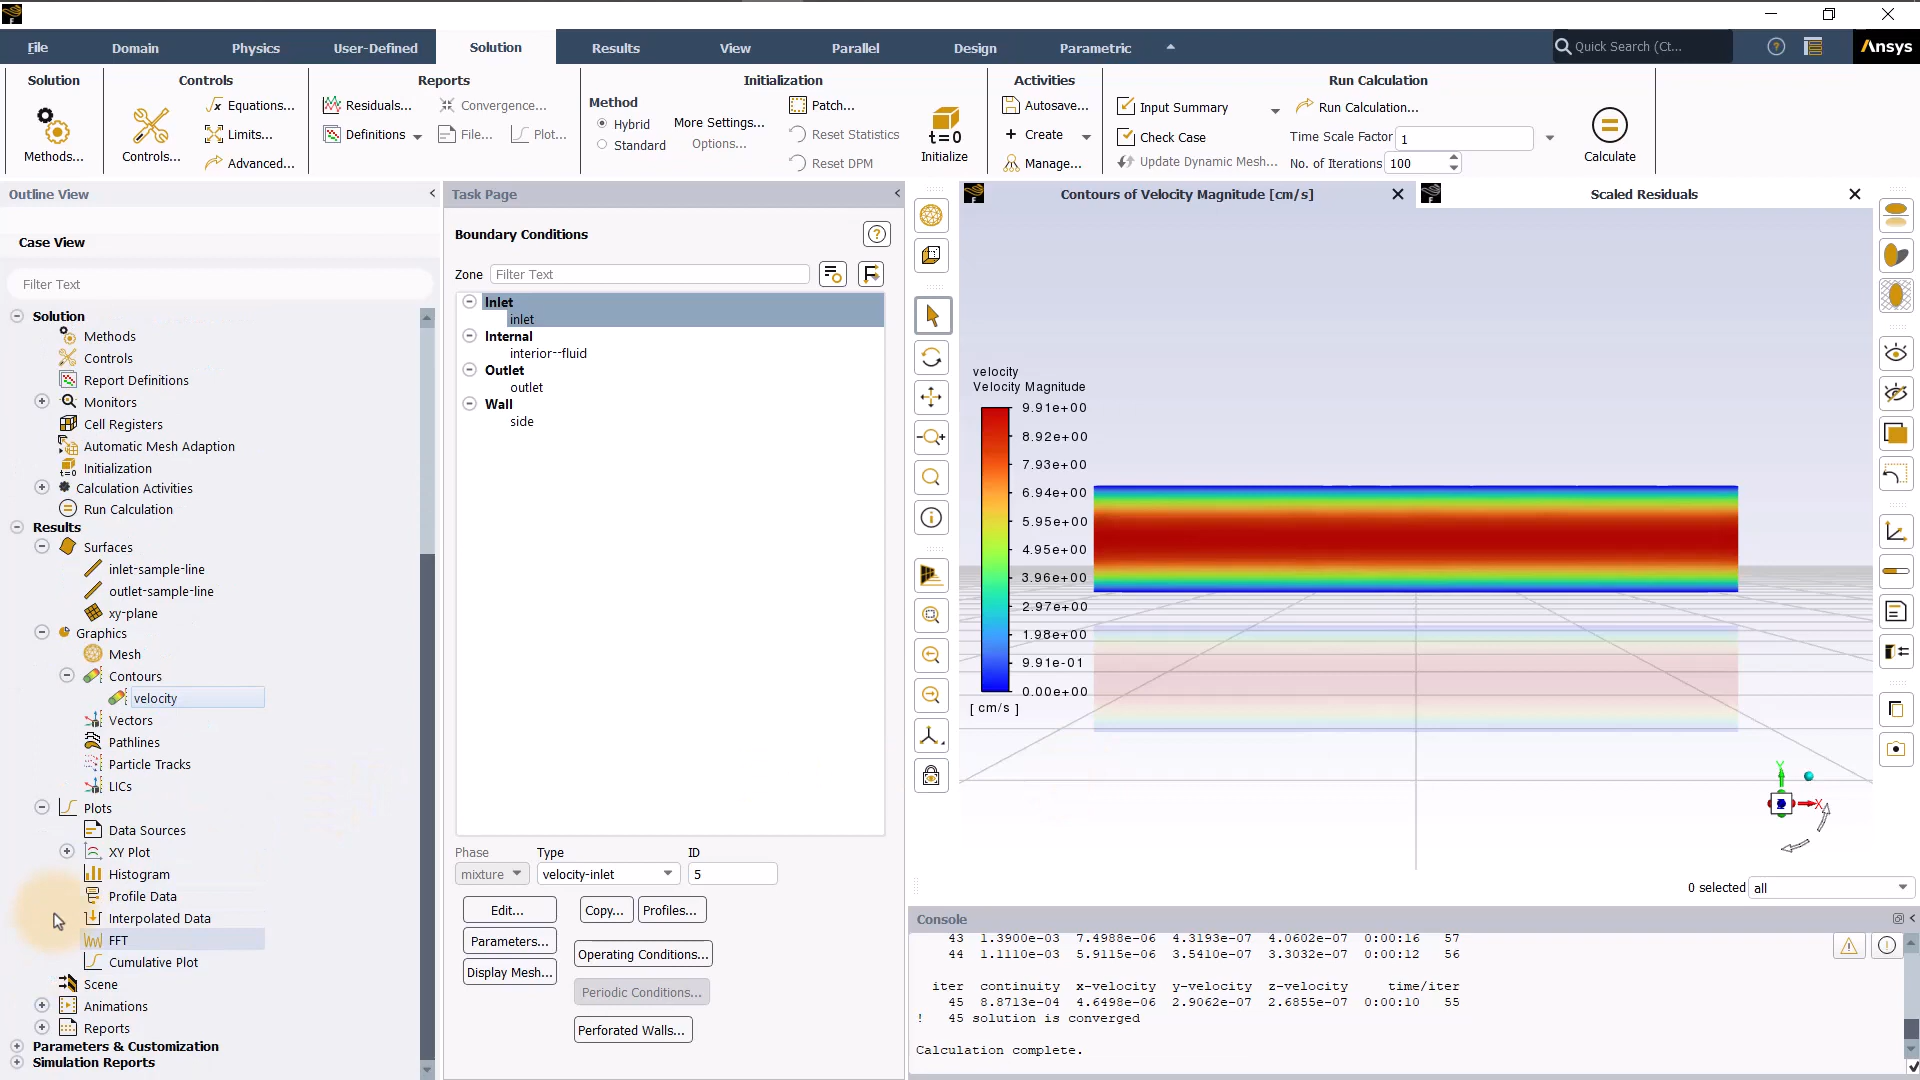 File
Domain
Physics
User-Defined
Solution
Results
View
Parallel
Design
Parametric
Quick Search (Ct...
Ansys
Solution
Methods...
Controls
Controls...
Equations...
Limits...
Advanced...
Reports
Residuals...
Convergence...
Definitions
File...
Plot...
Initialization
Method
Hybrid
Standard
More Settings...
Options...
Patch...
Reset Statistics
Reset DPM
t=0
Initialize
Activities
Autosave...
Create
Manage...
Run Calculation
Input Summary
Check Case
Update Dynamic Mesh...
Run Calculation...
Time Scale Factor 1
No. of Iterations 100
Calculate
Outline View
Case View
Filter Text
Solution
Methods
Controls
Report Definitions
Monitors
Cell Registers
Automatic Mesh Adaption
t=0 Initialization
Calculation Activities
Run Calculation
Results
Surfaces
inlet-sample-line
outlet-sample-line
xy-plane
Graphics
Mesh
Contours
velocity
Vectors
Pathlines
Particle Tracks
LICs
Plots
Data Sources
XY Plot
Histogram
Profile Data
Interpolated Data
FFT
Cumulative Plot
Scene
Animations
Reports
Parameters & Customization
Simulation Reports
Task Page
Boundary Conditions
Zone Filter Text
Inlet
inlet
Internal
interior--fluid
Outlet
outlet
Wall
side
Phase
Type
ID
mixture
velocity-inlet
5
Edit...
Copy...
Profiles...
Parameters...
Operating Conditions...
Display Mesh...
Periodic Conditions...
Perforated Walls...
Contours of Velocity Magnitude [cm/s]
Scaled Residuals
velocity
Velocity Magnitude
9.91e+00
8.92e+00
7.93e+00
6.94e+00
5.95e+00
4.95e+00
3.96e+00
2.97e+00
1.98e+00
9.91e-01
0.00e+00
[ cm/s ]
Y
Z
X
0 selected all
Console
43 1.3900e-03 7.4988e-06 4.3193e-07 4.0602e-07 0:00:16 57
44 1.1110e-03 5.9115e-06 3.5410e-07 3.3032e-07 0:00:12 56
iter continuity x-velocity y-velocity z-velocity time/iter
45 8.8713e-04 4.6498e-06 2.9062e-07 2.6855e-07 0:00:10 55
! 45 solution is converged
Calculation complete.